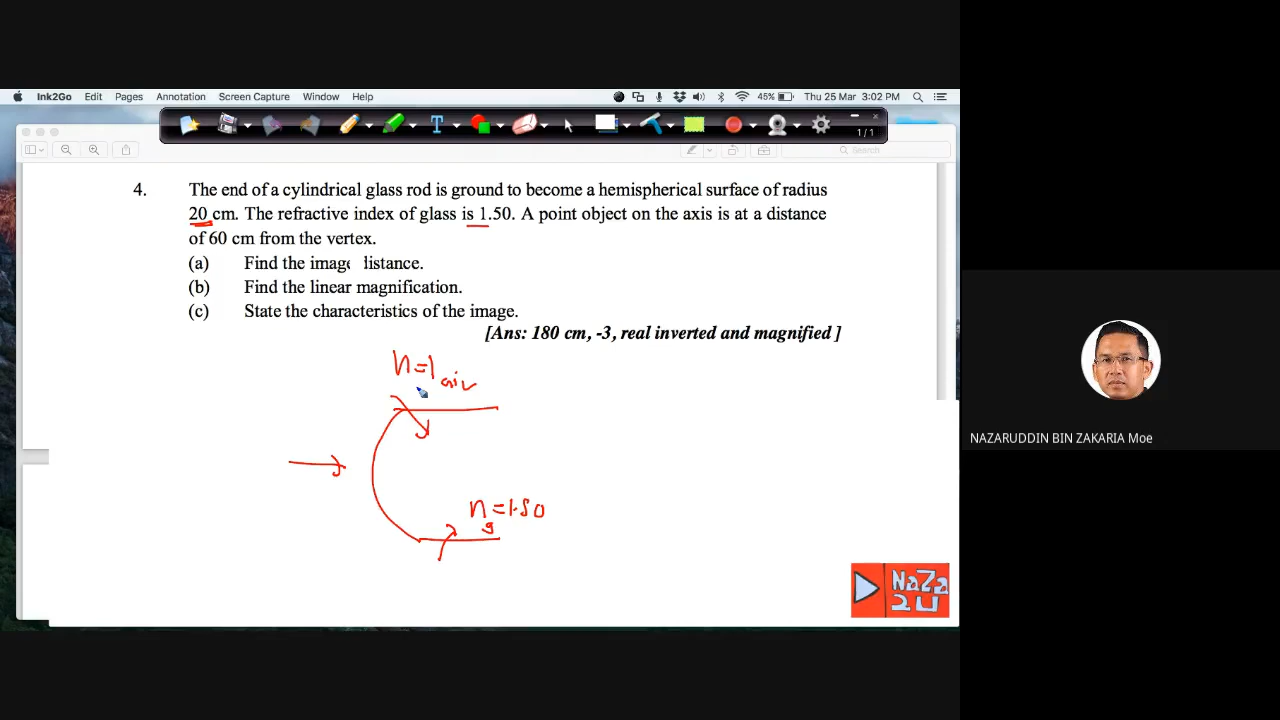 Ink2Go Edit Pages Annotation Screen Capture Window Help 45% Thu 25 Mar 3:02 PM
T
1/1
Search
4. The end of a cylindrical glass rod is ground to become a hemispherical surface of radius
20 cm. The refractive index of glass is 1.50. A point object on the axis is at a distance
of 60 cm from the vertex.
(a) Find the image distance.
(b) Find the linear magnification.
(c) State the characteristics of the image.
[Ans: 180 cm, -3, real inverted and magnified ]
n=1 air
ng=1.50
NaZa
2U
NAZARUDDIN BIN ZAKARIA Moe